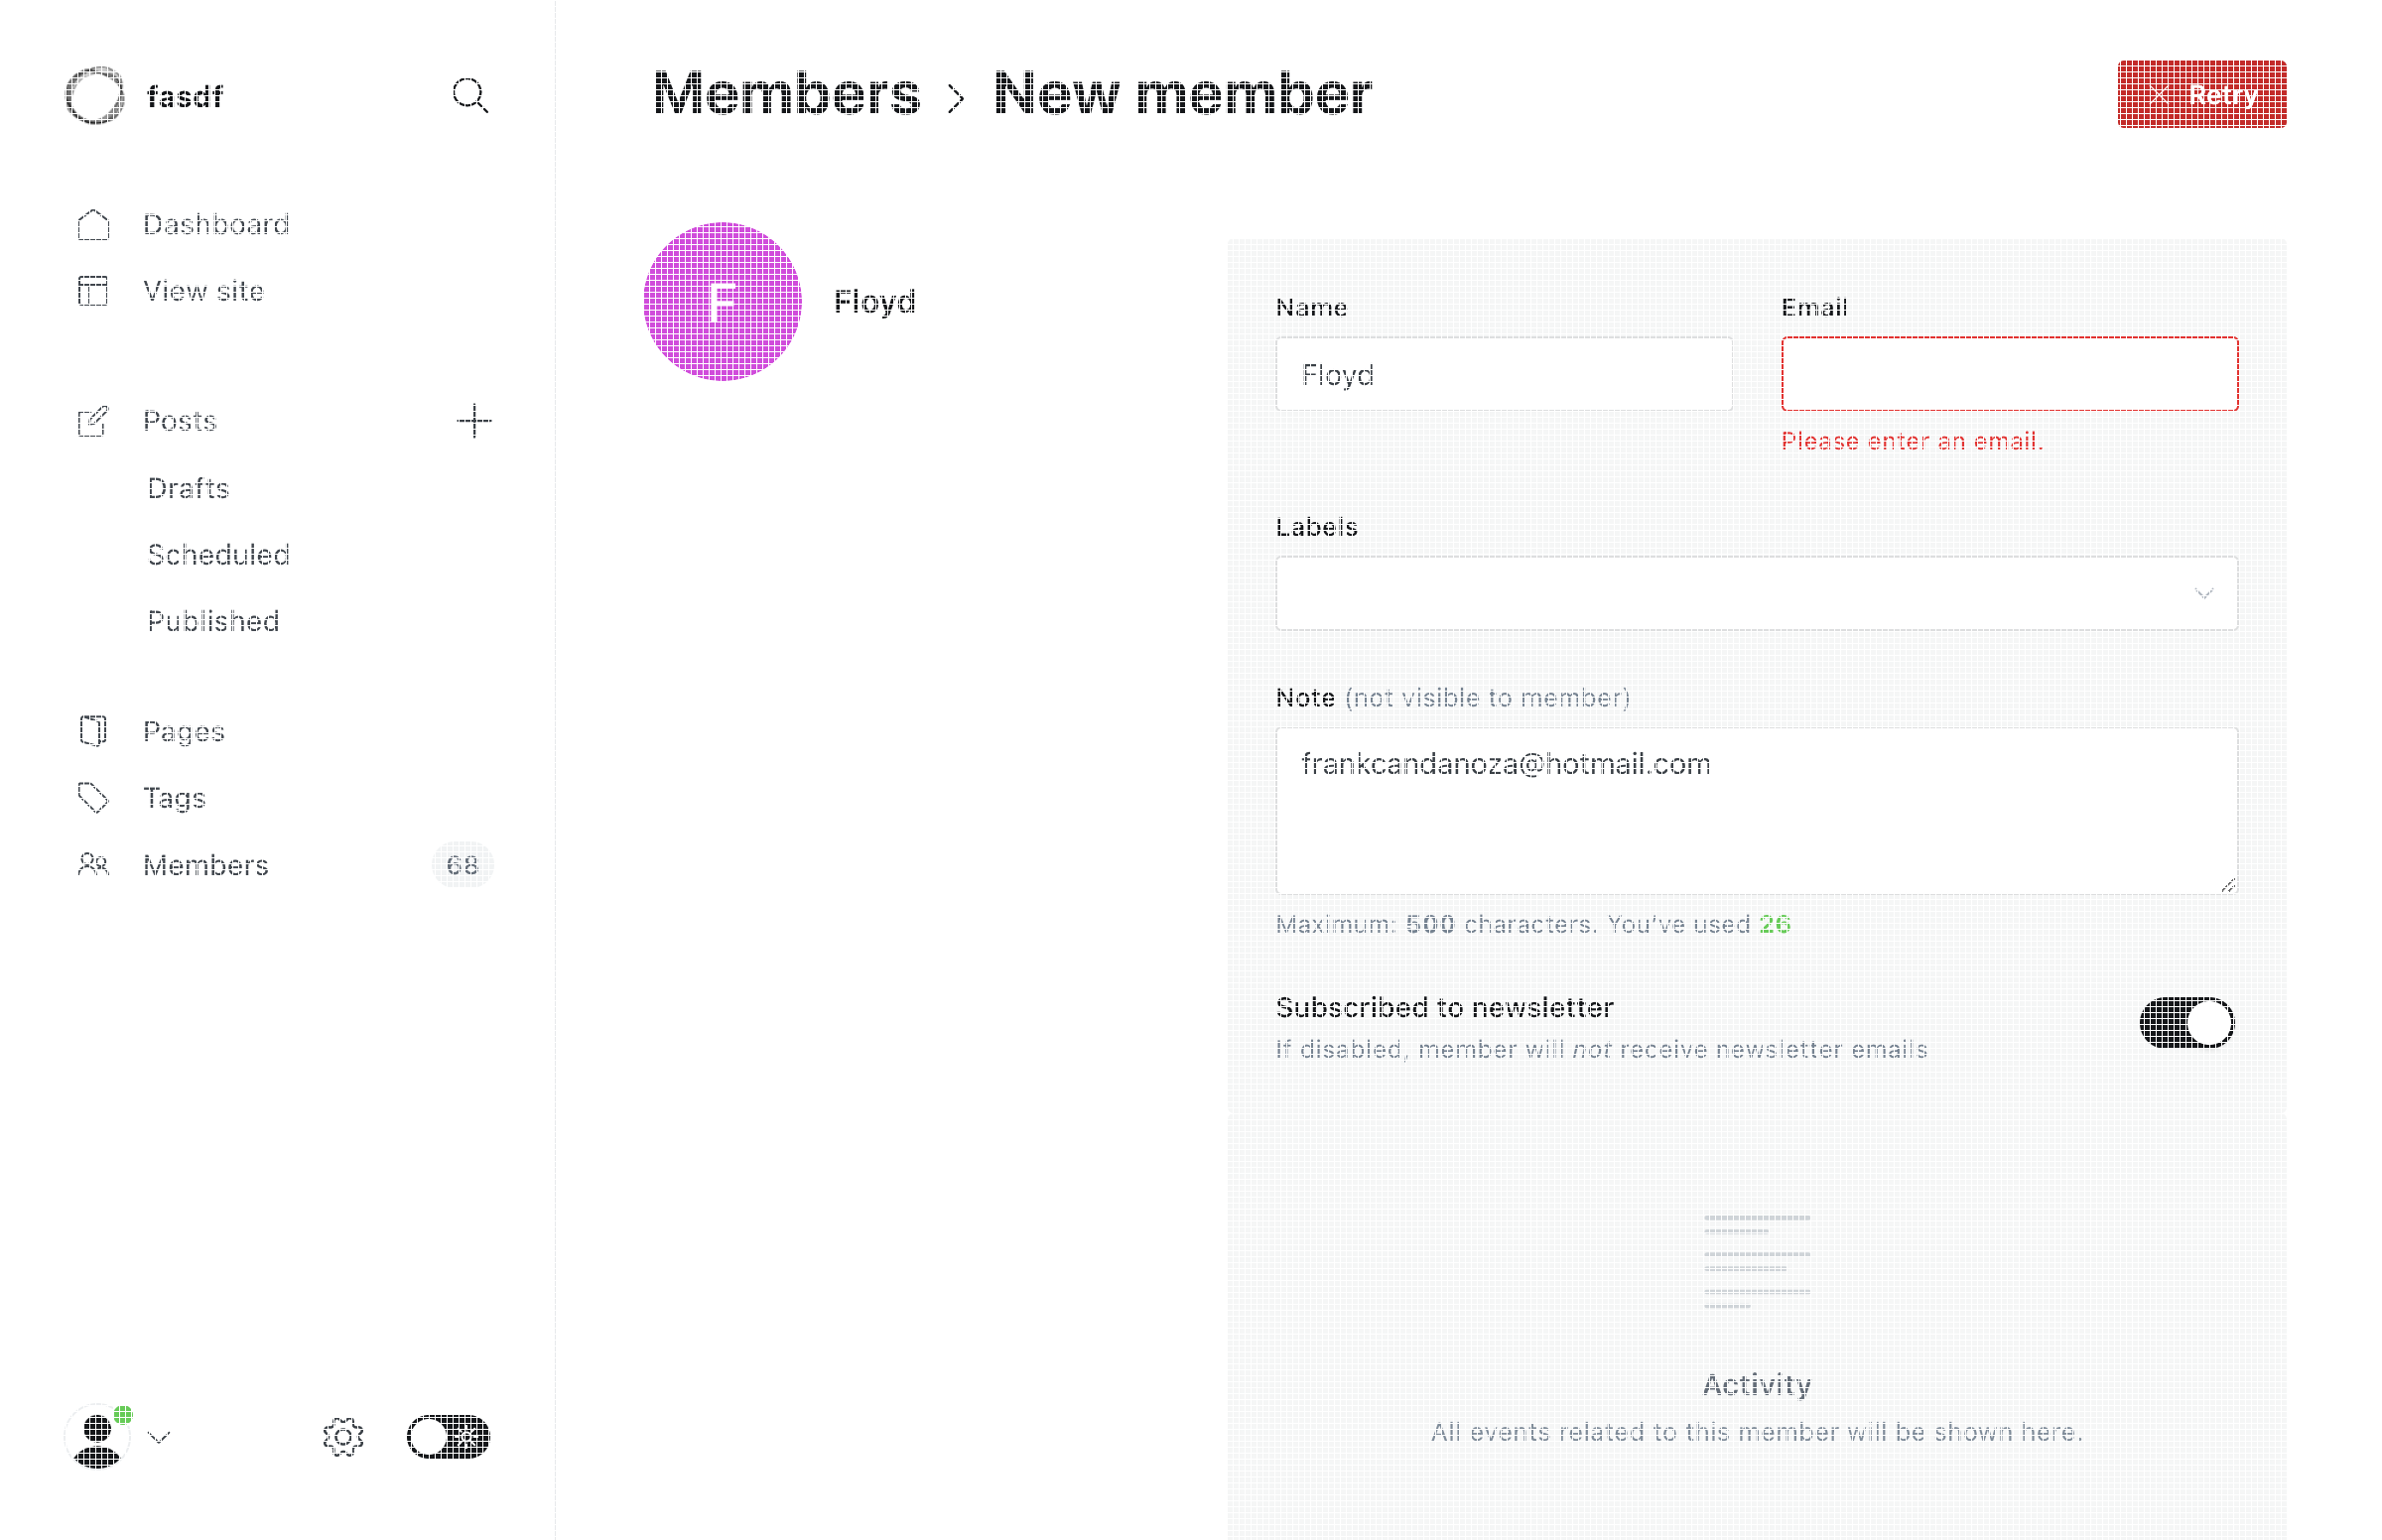 fasdf
Dashboard
View site
Posts
Drafts
Scheduled
Published
Pages
Tags
Members 68
Members › New member
Retry
F
Floyd
Name
Floyd
Email
Please enter an email.
Labels
Note (not visible to member)
frankcandanoza@hotmail.com
Maximum: 500 characters. You've used 26
Subscribed to newsletter
If disabled, member will not receive newsletter emails
Activity
All events related to this member will be shown here.